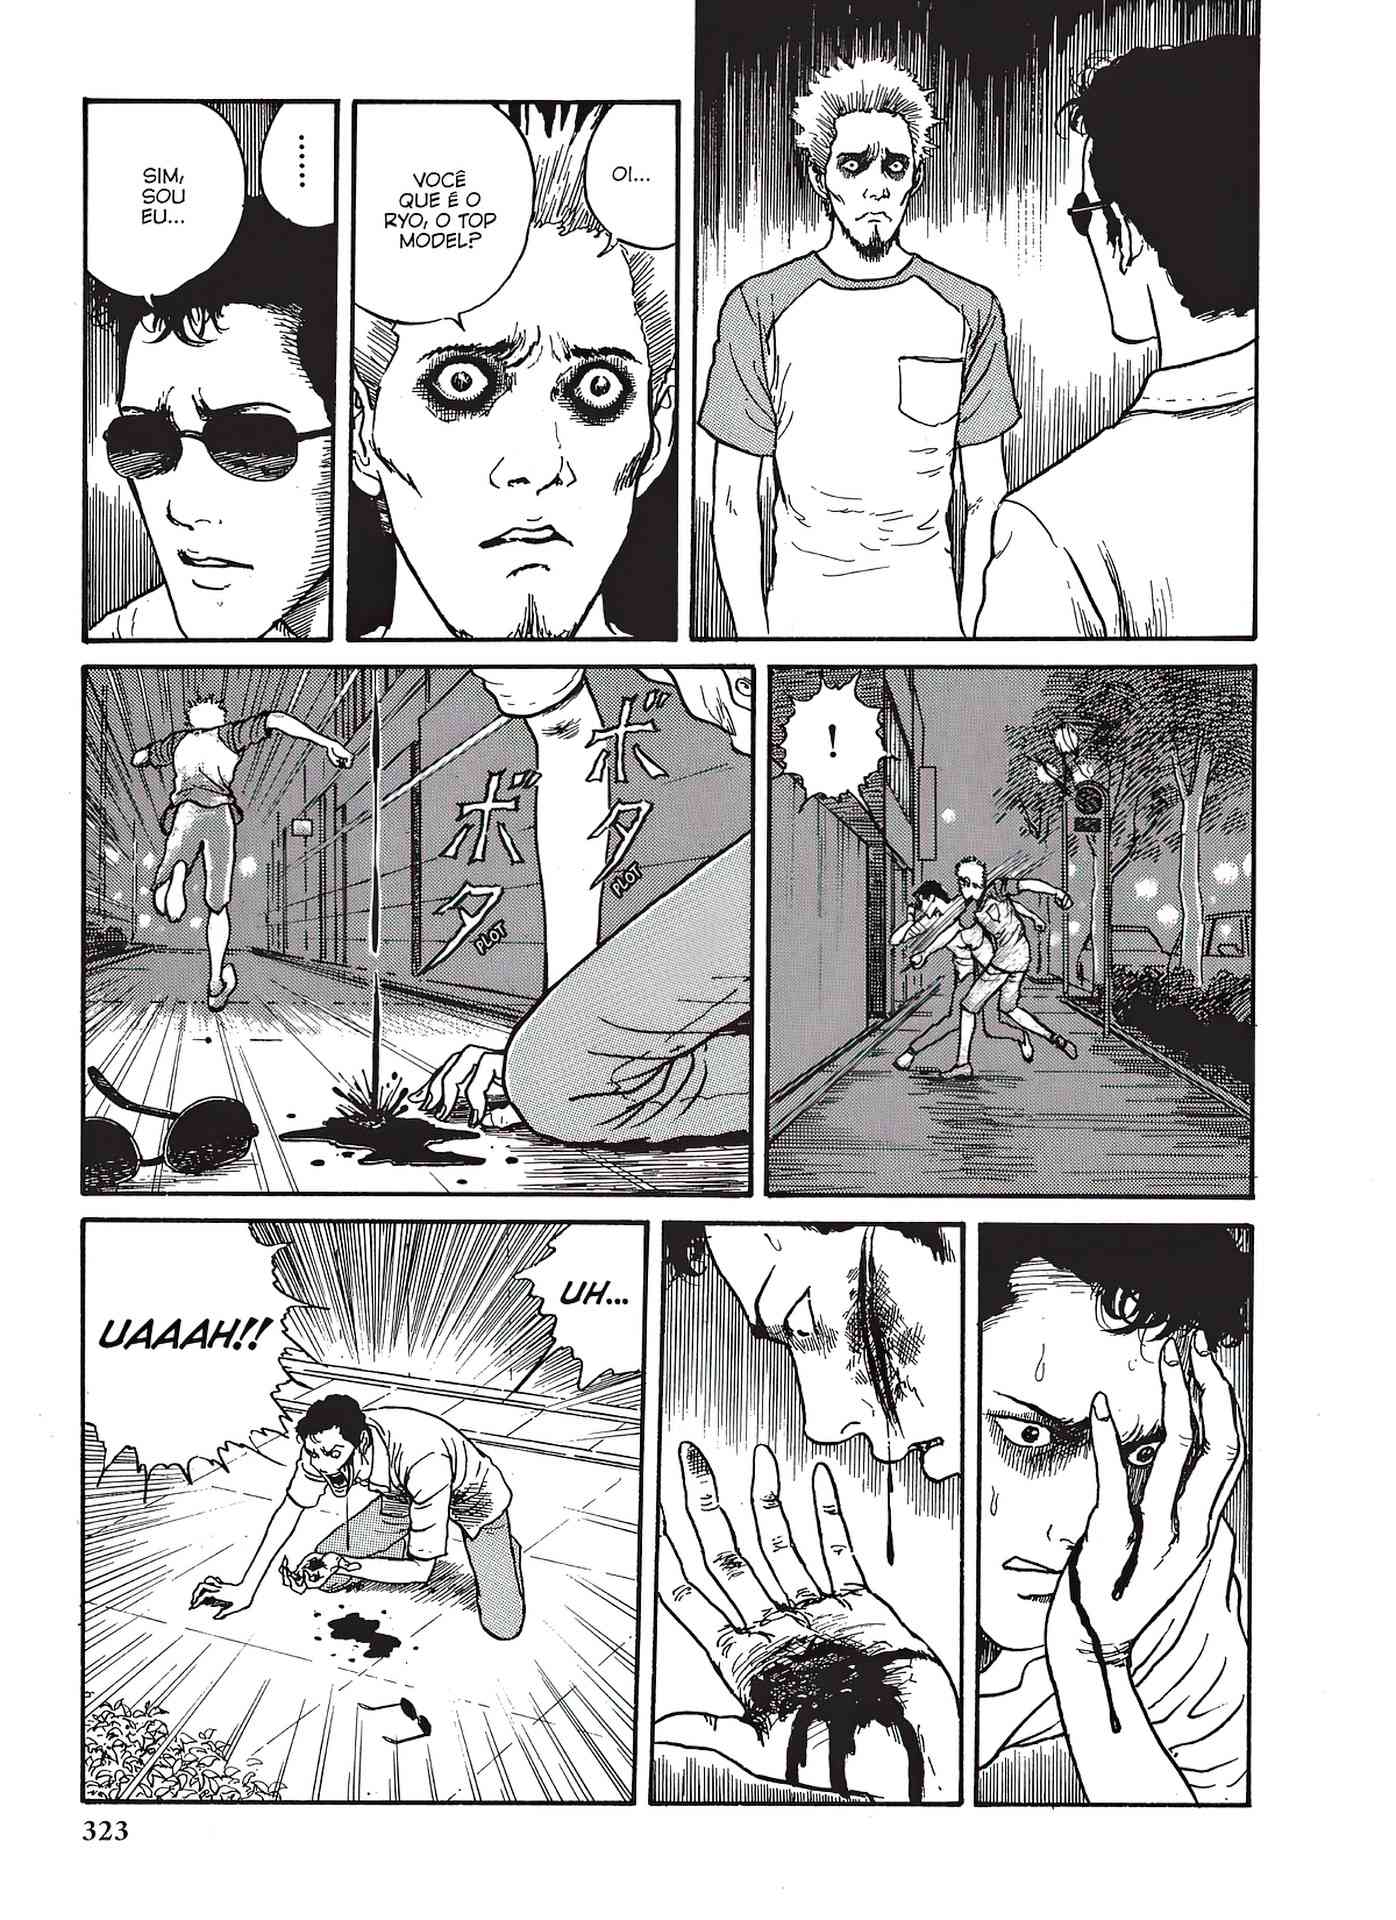 OI...
VOCÊ
QUE É O
RYO, O TOP
MODEL?
......
SIM,
SOU
EU...
!
ボタ
PLOT
ボタ
PLOT
UH...
UAAAH!!
323